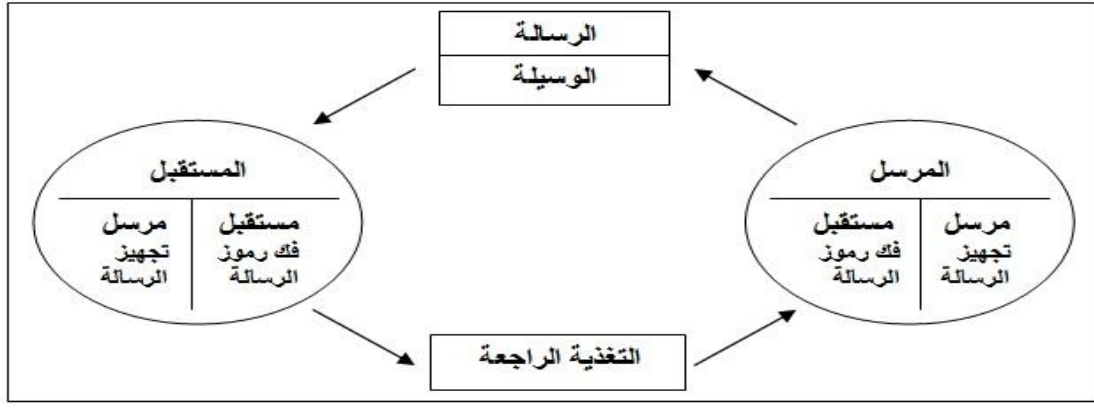 الرسالة
الوسيلة
المرسل
مرسل
تجهيز
الرسالة
مستقبل
فك رموز
الرسالة
المستقبل
مستقبل
فك رموز
الرسالة
مرسل
تجهيز
الرسالة
التغذية الراجعة